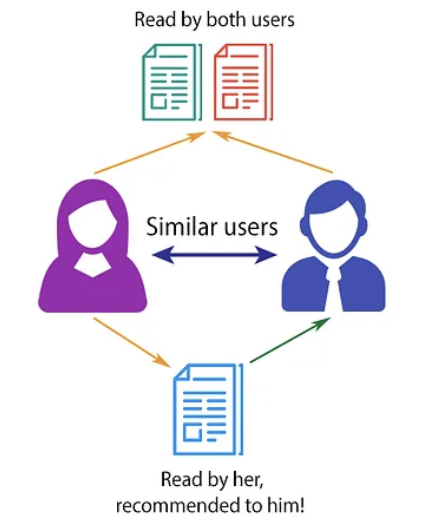 Read by both users
Similar users
Read by her,
recommended to him!